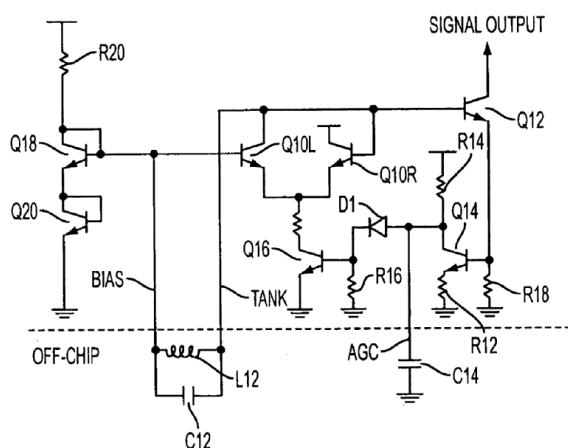 SIGNAL OUTPUT
R20
Q12
Q18
Q10L
Q10R
R14
Q20
D1
Q14
Q16
BIAS
TANK
R16
R18
R12
OFF-CHIP
AGC
L12
C14
C12